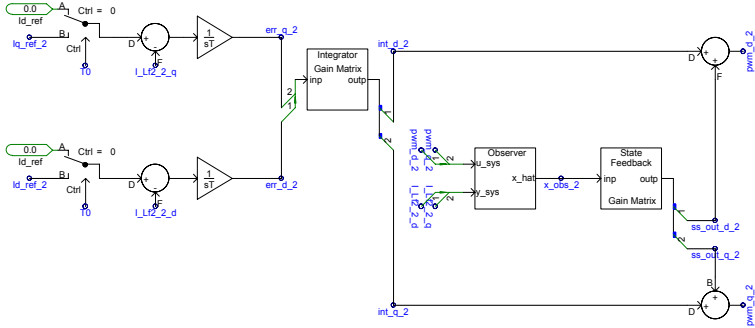 0.0
A
Ctrl = 0
Id_ref
Iq_ref_2
B
Ctrl
T0
D
+
-
F
I_Lf2_2_q
1
sT
err_q_2
2
1
Integrator
Gain Matrix
inp
outp
int_d_2
1
2
D
+
+
F
pwm_d_2
0.0
A
Ctrl = 0
Id_ref
Id_ref_2
B
Ctrl
T0
D
+
-
F
I_Lf2_2_d
1
sT
err_d_2
pwm_d_2
pwm_q_2
1
2
I_Lf2_2_d
I_Lf2_2_q
1
2
Observer
u_sys
x_hat
y_sys
x_obs_2
State
Feedback
inp
outp
Gain Matrix
1
2
ss_out_d_2
ss_out_q_2
B
int_q_2
D
+
+
pwm_q_2